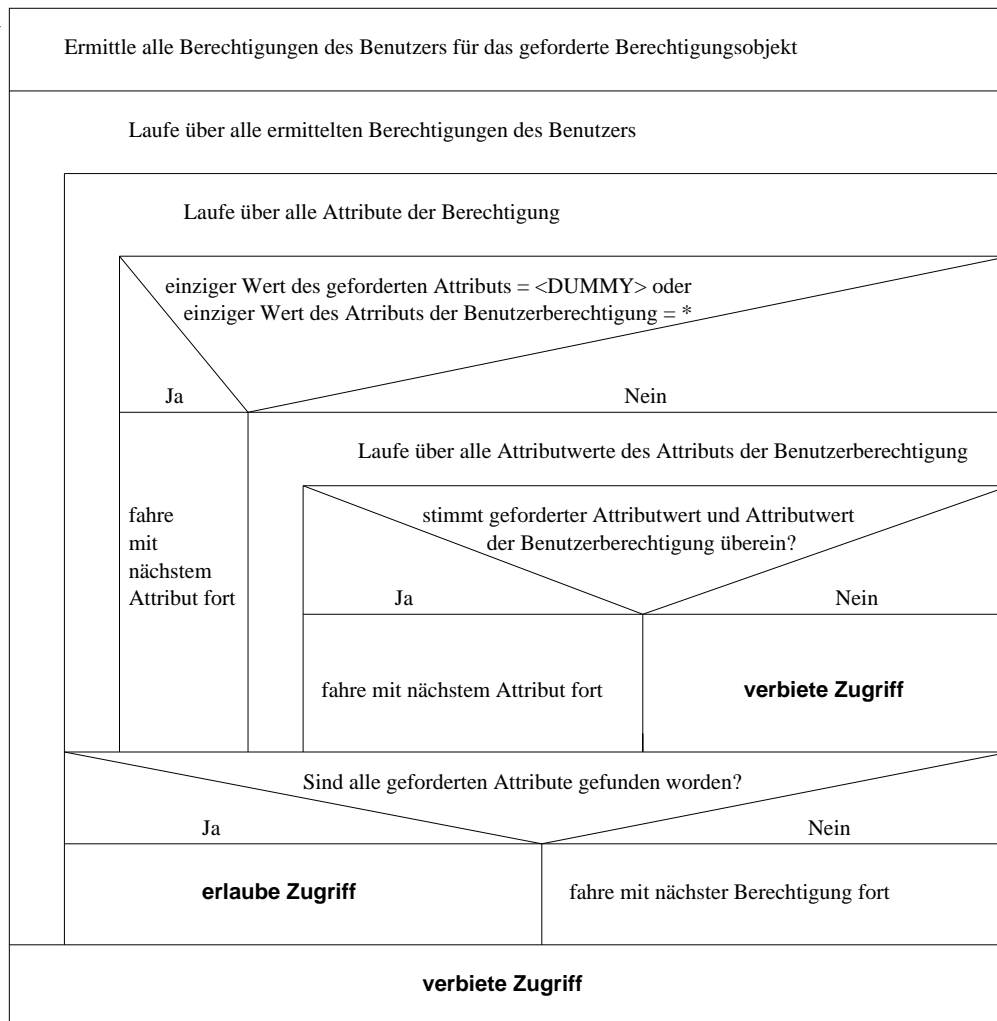 Ermittle alle Berechtigungen des Benutzers für das geforderte Berechtigungsobjekt
Laufe über alle ermittelten Berechtigungen des Benutzers
Laufe über alle Attribute der Berechtigung
einziger Wert des geforderten Attributs = <DUMMY> oder
einziger Wert des Atrributs der Benutzerberechtigung = *
Ja
Nein
Laufe über alle Attributwerte des Attributs der Benutzerberechtigung
fahre
mit
nächstem
Attribut fort
stimmt geforderter Attributwert und Attributwert
der Benutzerberechtigung überein?
Ja
Nein
fahre mit nächstem Attribut fort
verbiete Zugriff
Sind alle geforderten Attribute gefunden worden?
Ja
Nein
erlaube Zugriff
fahre mit nächster Berechtigung fort
verbiete Zugriff